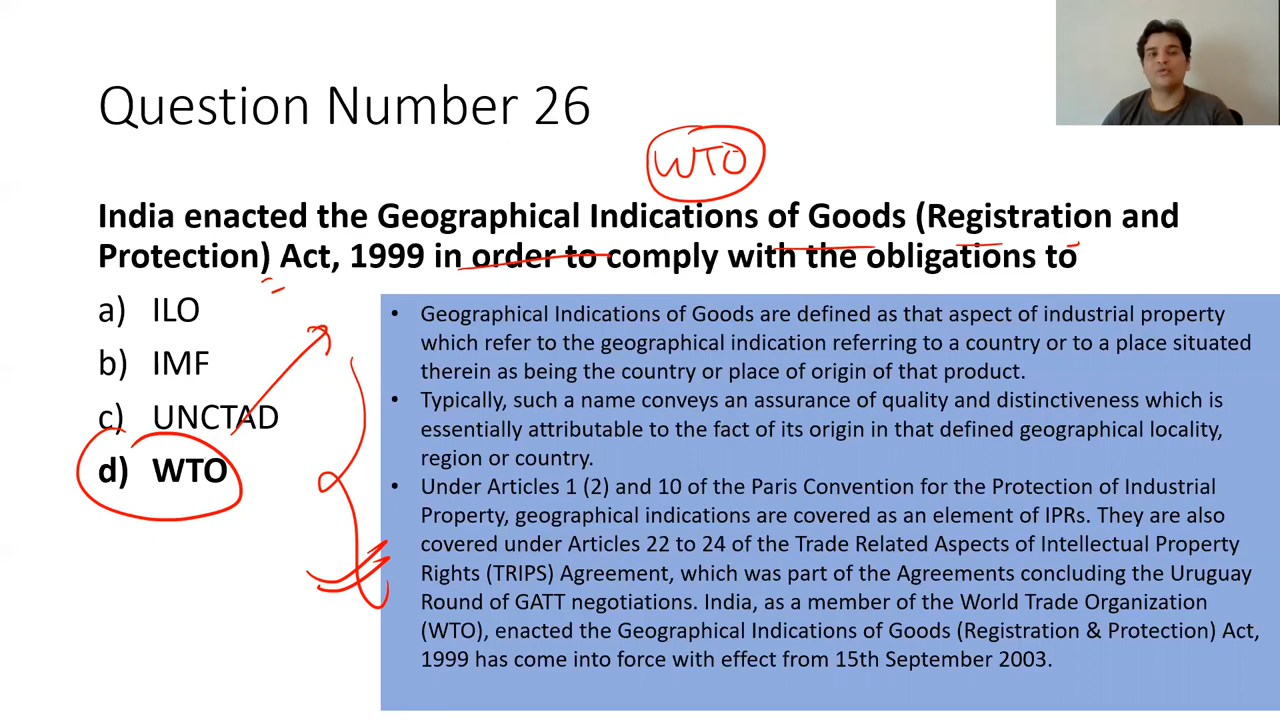 Question Number 26
WTO
India enacted the Geographical Indications of Goods (Registration and
Protection) Act, 1999 in order to comply with the obligations to
a) ILO
b) IMF
c) UNCTAD
d) WTO
• Geographical Indications of Goods are defined as that aspect of industrial property
which refer to the geographical indication referring to a country or to a place situated
therein as being the country or place of origin of that product.
• Typically, such a name conveys an assurance of quality and distinctiveness which is
essentially attributable to the fact of its origin in that defined geographical locality,
region or country.
• Under Articles 1 (2) and 10 of the Paris Convention for the Protection of Industrial
Property, geographical indications are covered as an element of IPRs. They are also
covered under Articles 22 to 24 of the Trade Related Aspects of Intellectual Property
Rights (TRIPS) Agreement, which was part of the Agreements concluding the Uruguay
Round of GATT negotiations. India, as a member of the World Trade Organization
(WTO), enacted the Geographical Indications of Goods (Registration & Protection) Act,
1999 has come into force with effect from 15th September 2003.